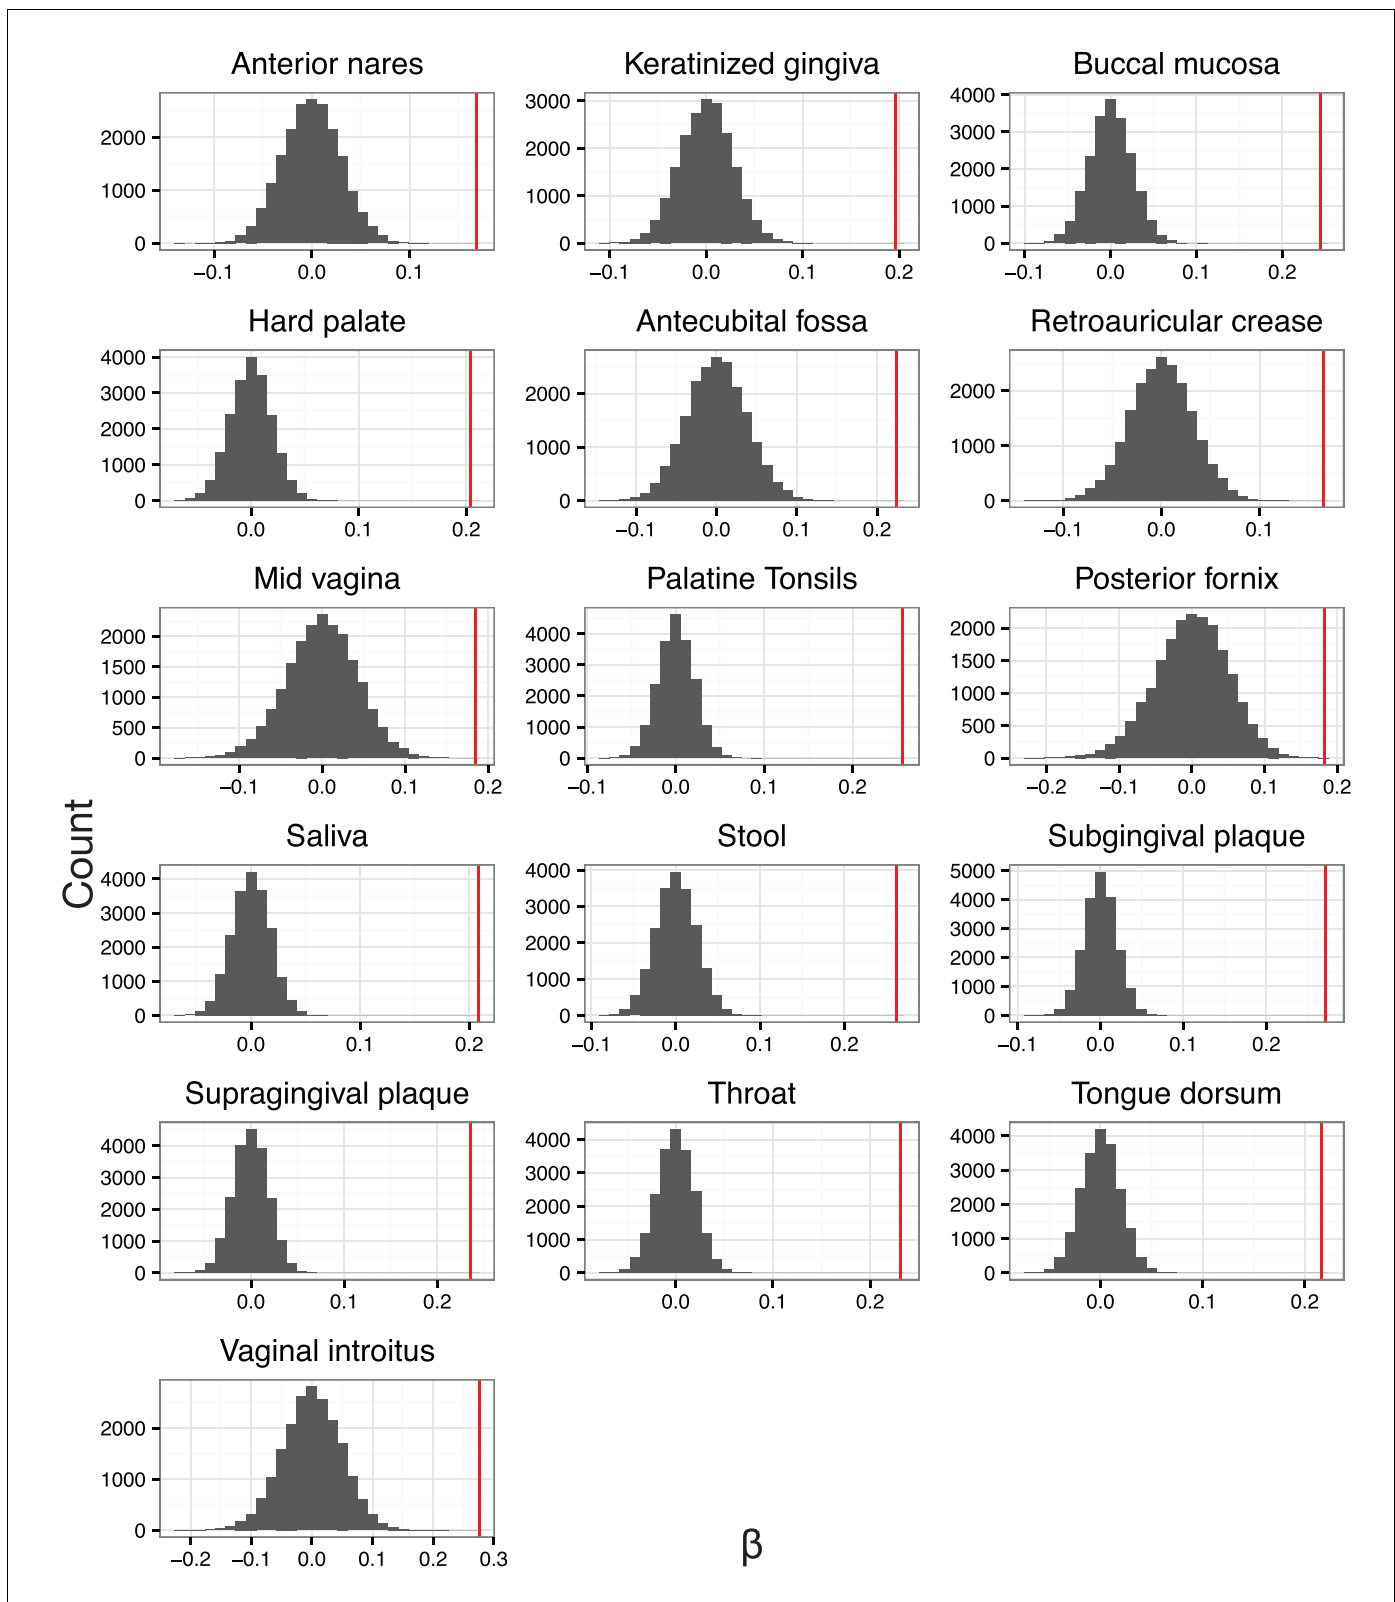 Anterior nares
Keratinized gingiva
Buccal mucosa
2000
1000
0
−0.1 0.0 0.1
3000
2000
1000
0
−0.1 0.0 0.1 0.2
4000
3000
2000
1000
0
−0.1 0.0 0.1 0.2
Hard palate
Antecubital fossa
Retroauricular crease
4000
3000
2000
1000
0
0.0 0.1 0.2
2000
1000
0
−0.1 0.0 0.1 0.2
2000
1000
0
−0.1 0.0 0.1
Mid vagina
Palatine Tonsils
Posterior fornix
2000
1500
1000
500
0
−0.1 0.0 0.1 0.2
4000
3000
2000
1000
0
−0.1 0.0 0.1 0.2
2000
1500
1000
500
0
−0.2 −0.1 0.0 0.1 0.2
Count
Saliva
Stool
Subgingival plaque
4000
3000
2000
1000
0
0.0 0.1 0.2
4000
3000
2000
1000
0
−0.1 0.0 0.1 0.2
5000
4000
3000
2000
1000
0
−0.1 0.0 0.1 0.2
Supragingival plaque
Throat
Tongue dorsum
4000
3000
2000
1000
0
0.0 0.1 0.2
4000
3000
2000
1000
0
0.0 0.1 0.2
4000
3000
2000
1000
0
0.0 0.1 0.2
Vaginal introitus
2000
1000
0
−0.2 −0.1 0.0 0.1 0.2 0.3
β